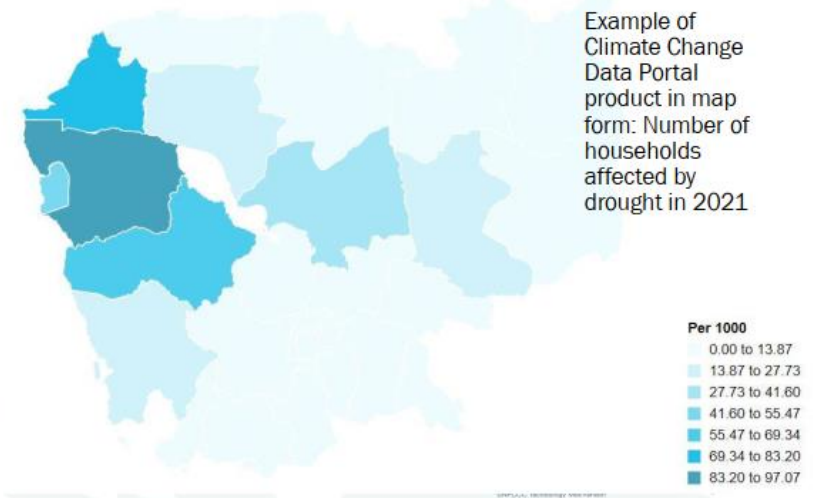 Example of
Climate Change
Data Portal
product in map
form: Number of
households
affected by
drought in 2021
Per 1000
0.00 to 13.87
13.87 to 27.73
27.73 to 41.60
41.60 to 55.47
55.47 to 69.34
69.34 to 83.20
83.20 to 97.07